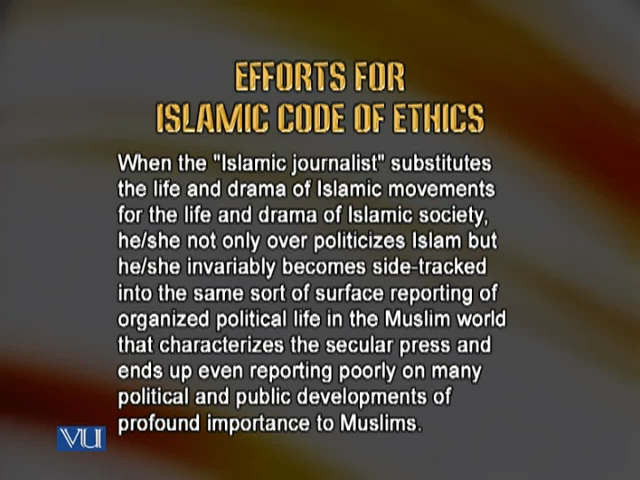 EFFORTS FOR
ISLAMIC CODE OF ETHICS
When the "Islamic journalist" substitutes
the life and drama of Islamic movements
for the life and drama of Islamic society,
he/she not only over politicizes Islam but
he/she invariably becomes side-tracked
into the same sort of surface reporting of
organized political life in the Muslim world
that characterizes the secular press and
ends up even reporting poorly on many
political and public developments of
profound importance to Muslims.
VU